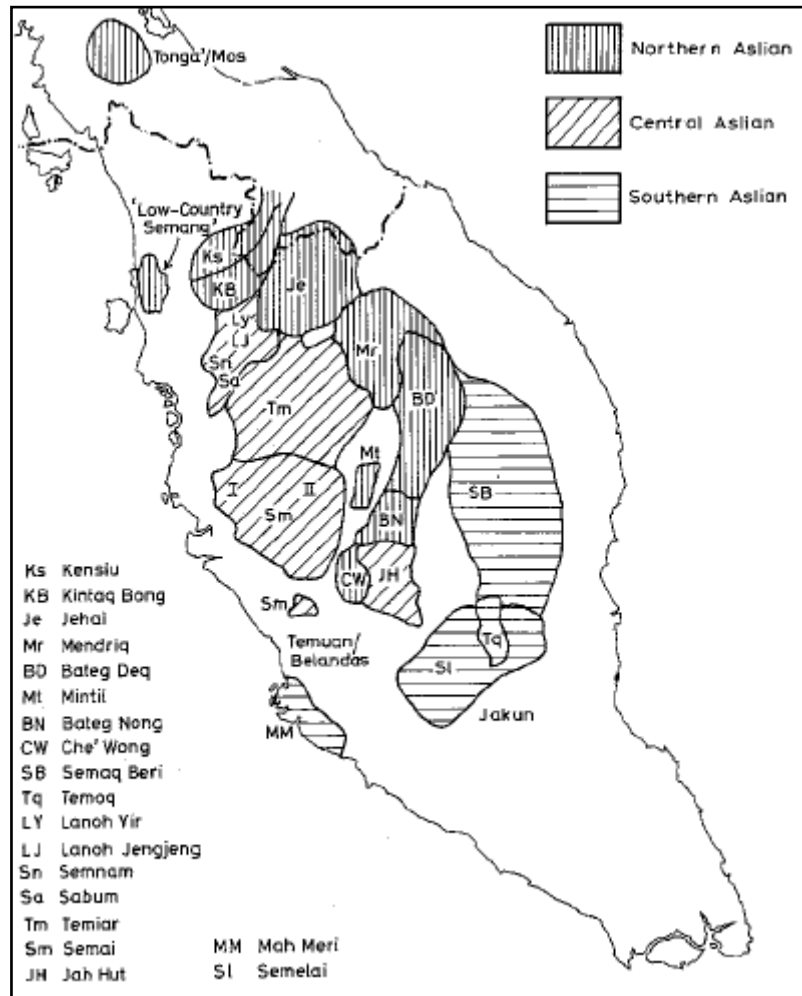 Tonga'/Mos
Northern Aslian
Central Aslian
Southern Aslian
'Low-Country
Semang'
Ks
KB
Je
Ly
LJ
Sn
Sa
Mr
Tm
BD
Mt
I
II
Sm
SB
BN
CW
JH
Sm
Temuan/
Belandas
Tq
Sl
Jakun
MM
Ks Kensiu
KB Kintaq Bong
Je Jehai
Mr Mendriq
BD Bateg Deq
Mt Mintil
BN Bateg Nong
CW Che' Wong
SB Semaq Beri
Tq Temoq
LY Lanoh Yir
LJ Lanoh Jengjeng
Sn Semnam
Sa Sabum
Tm Temiar
Sm Semai
JH Jah Hut
MM Mah Meri
Sl Semelai